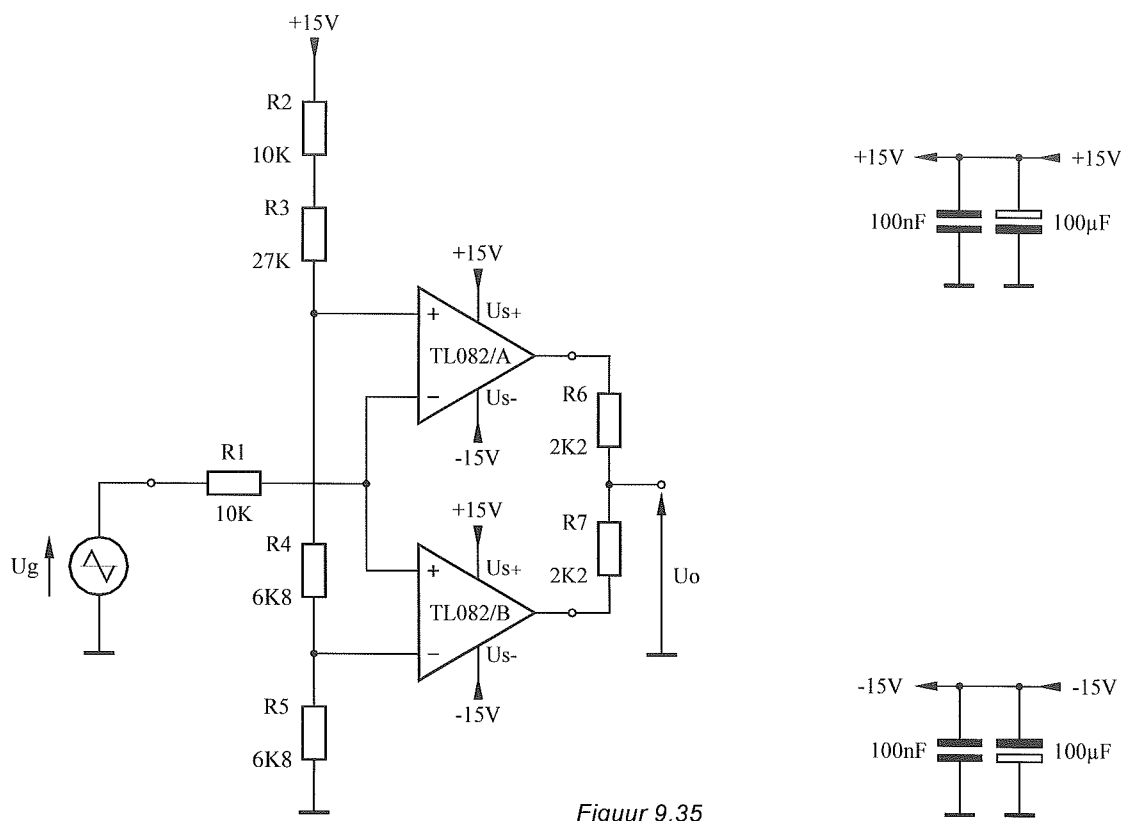 +15V
R2
10K
R3
27K
+15V
Us+
+
TL082/A
−
Us-
-15V
R1
10K
R6
2K2
+15V
Us+
+
TL082/B
−
Us-
-15V
R7
2K2
Ug
Uo
R4
6K8
R5
6K8
+15V
+15V
100nF
100µF
-15V
-15V
100nF
100µF
Figuur 9.35